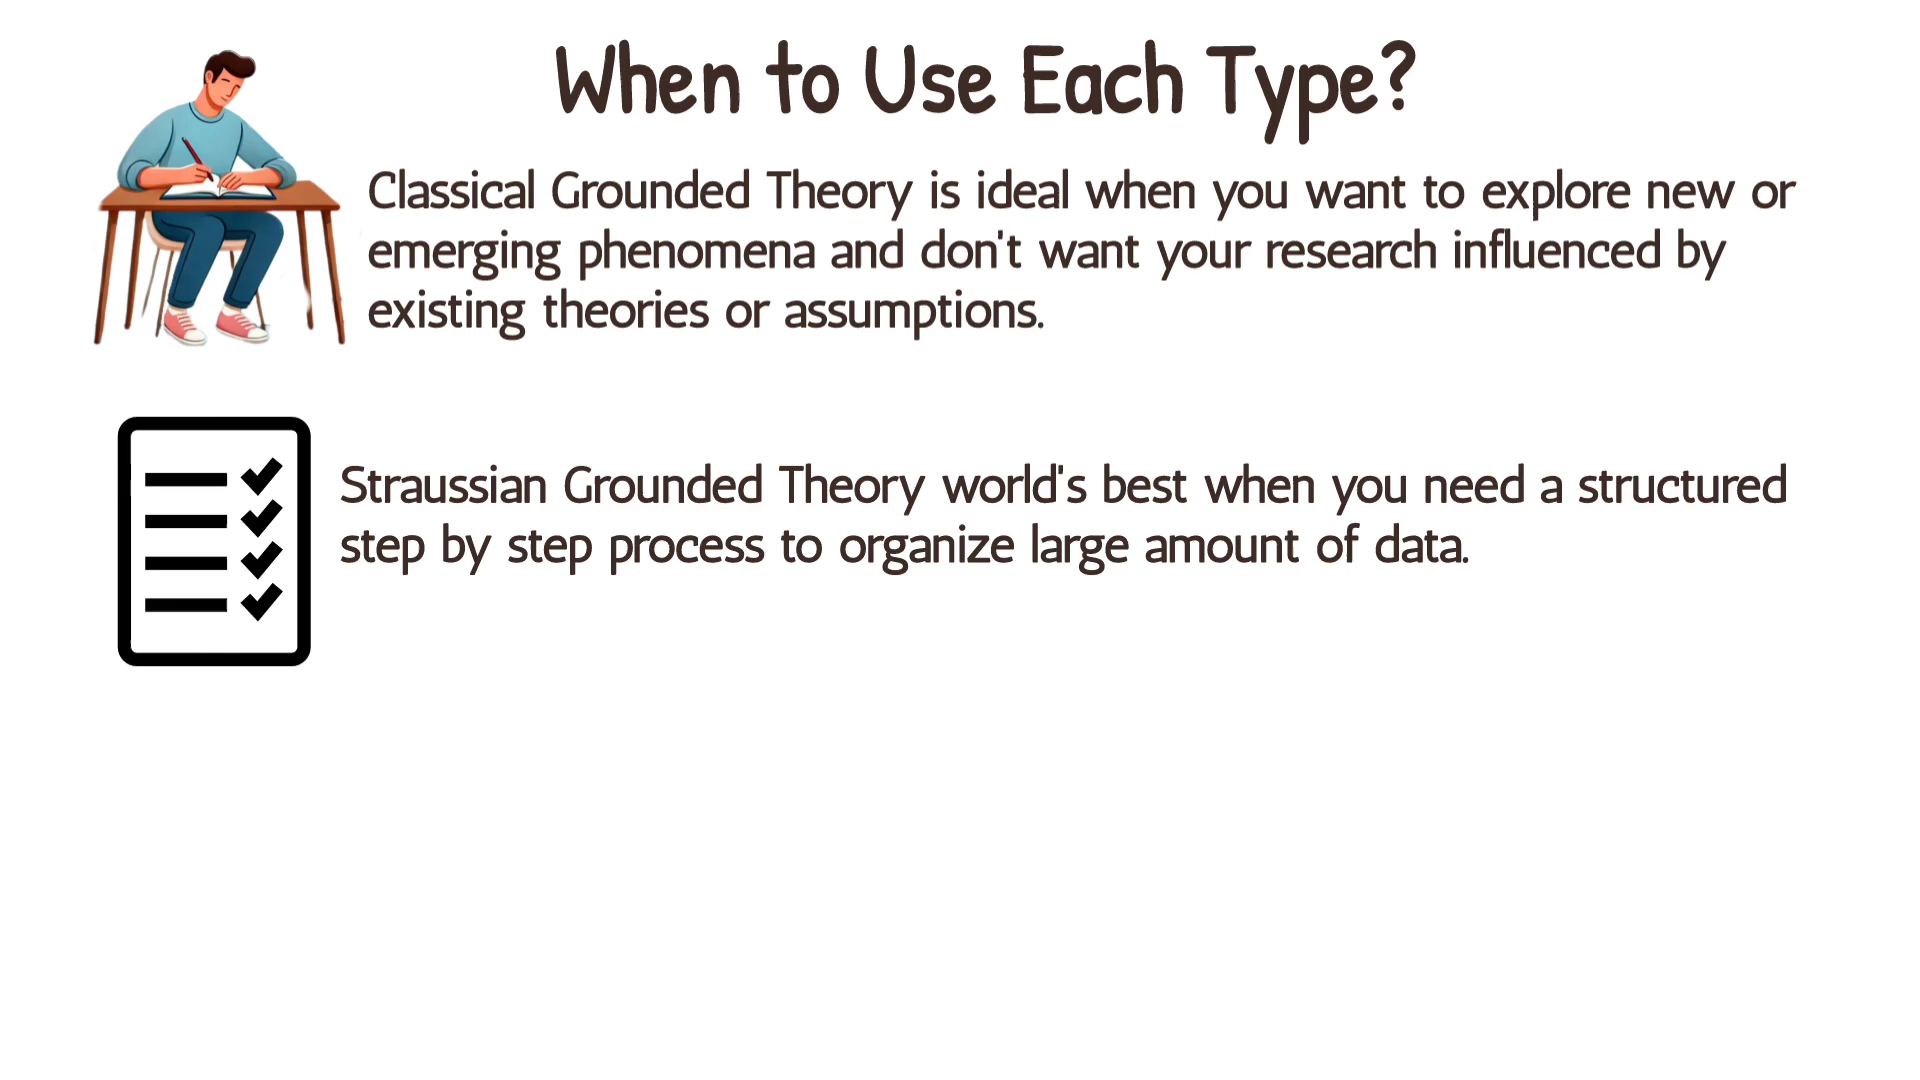 When to Use Each Type?
Classical Grounded Theory is ideal when you want to explore new or
emerging phenomena and don't want your research influenced by
existing theories or assumptions.
Straussian Grounded Theory world's best when you need a structured
step by step process to organize large amount of data.